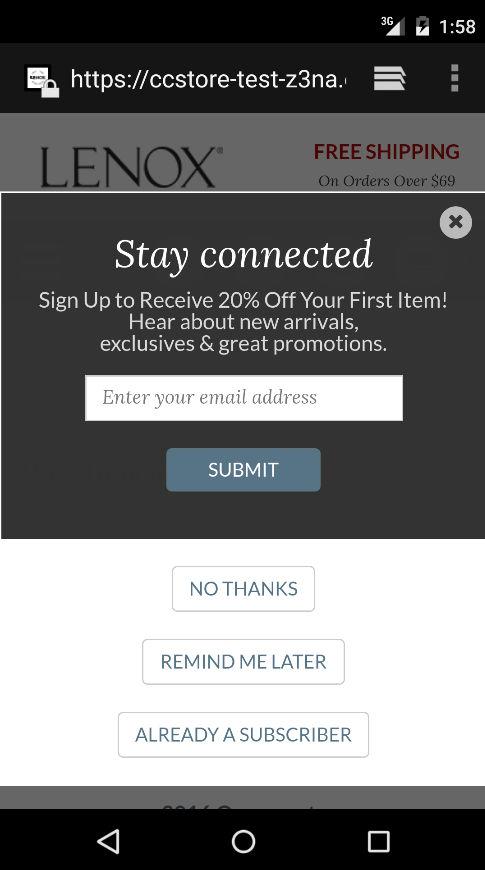 3G 1:58
https://ccstore-test-z3na.
LENOX®
FREE SHIPPING
On Orders Over $69
Stay connected
Sign Up to Receive 20% Off Your First Item!
Hear about new arrivals,
exclusives & great promotions.
Enter your email address
SUBMIT
NO THANKS
REMIND ME LATER
ALREADY A SUBSCRIBER